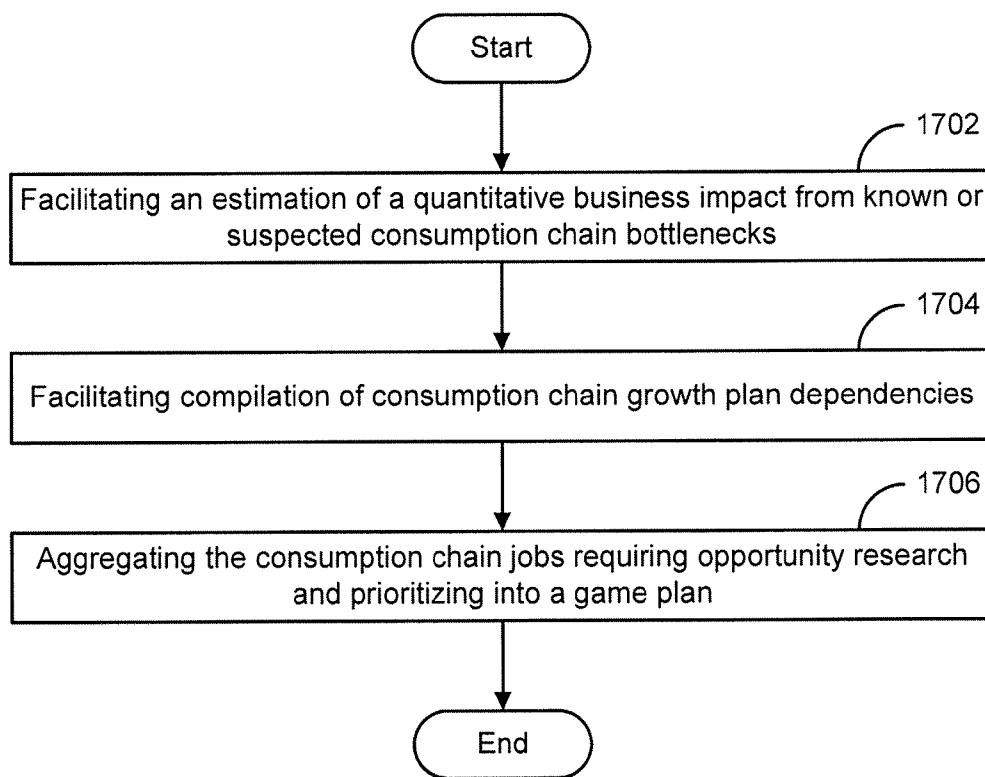 Start
1702
Facilitating an estimation of a quantitative business impact from known or
suspected consumption chain bottlenecks
1704
Facilitating compilation of consumption chain growth plan dependencies
1706
Aggregating the consumption chain jobs requiring opportunity research
and prioritizing into a game plan
End